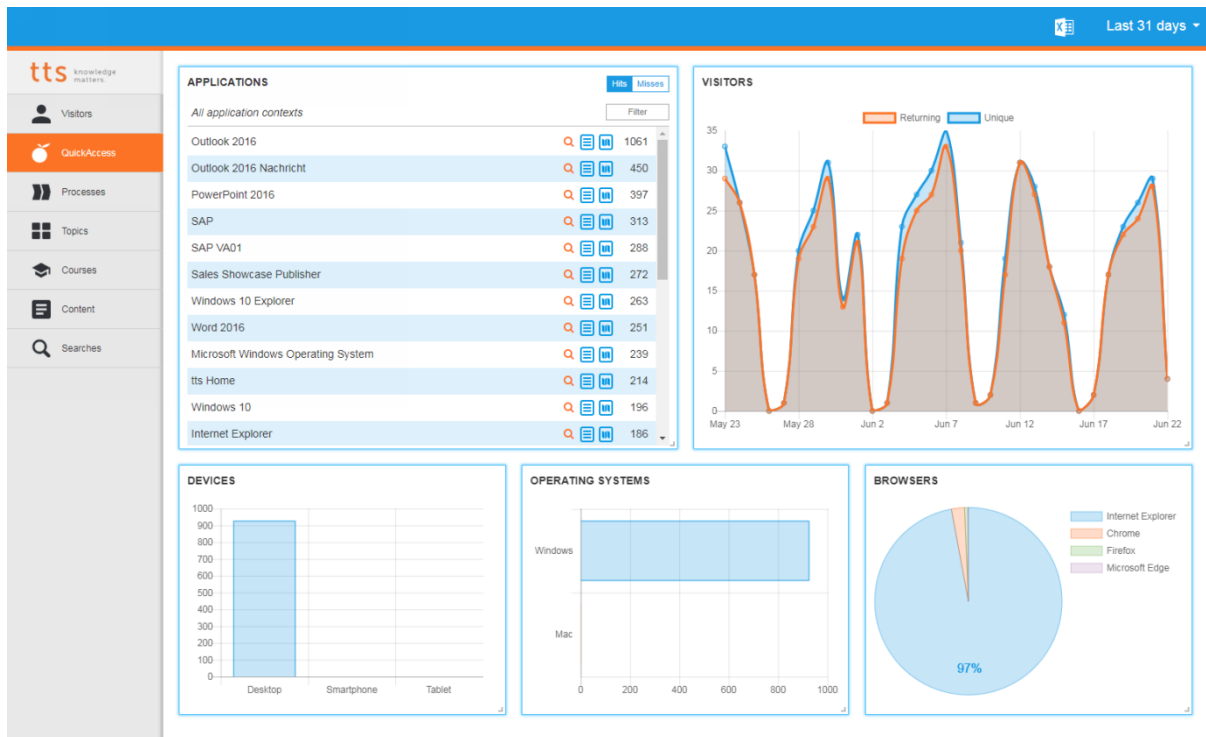 Last 31 days
tts knowledge matters
Visitors
QuickAccess
Processes
Topics
Courses
Content
Searches
APPLICATIONS
Hits Misses
All application contexts
Filter
Outlook 2016 1061
Outlook 2016 Nachricht 450
PowerPoint 2016 397
SAP 313
SAP VA01 288
Sales Showcase Publisher 272
Windows 10 Explorer 263
Word 2016 251
Microsoft Windows Operating System 239
tts Home 214
Windows 10 196
Internet Explorer 186
VISITORS
Returning Unique
35
30
25
20
15
10
5
0
May 23 May 28 Jun 2 Jun 7 Jun 12 Jun 17 Jun 22
DEVICES
1000
900
800
700
600
500
400
300
200
100
0
Desktop Smartphone Tablet
OPERATING SYSTEMS
Windows
Mac
0 200 400 600 800 1000
BROWSERS
Internet Explorer
Chrome
Firefox
Microsoft Edge
97%